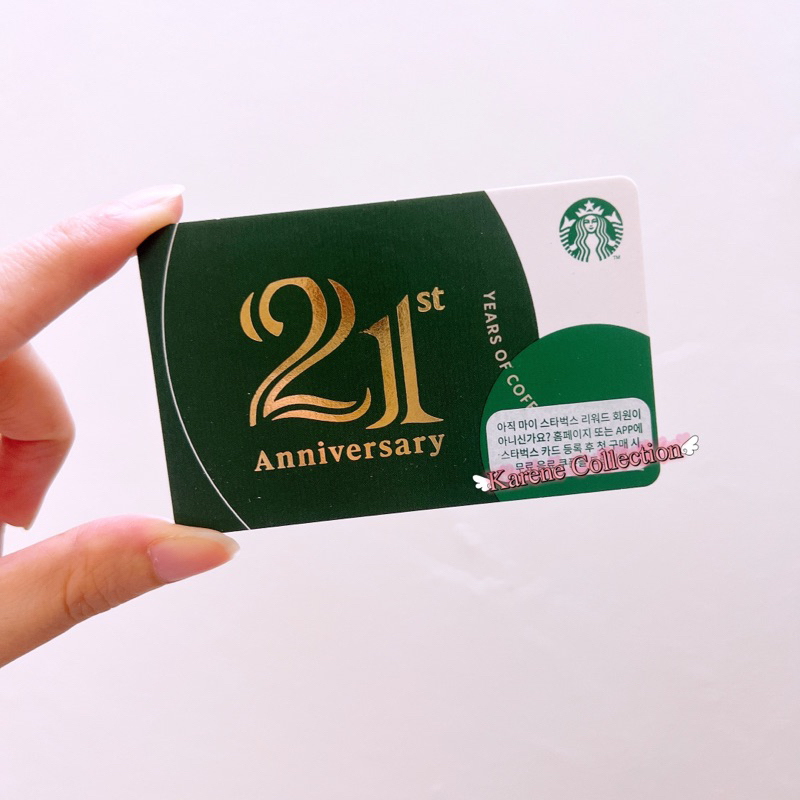 21st
Anniversary
YEARS OF COFF
아직 마이 스타벅스 리워드 회원이
아니신가요? 홈페이지 또는 APP에
스타벅스 카드 등록 후 첫 구매 시
Karene Collection
TM